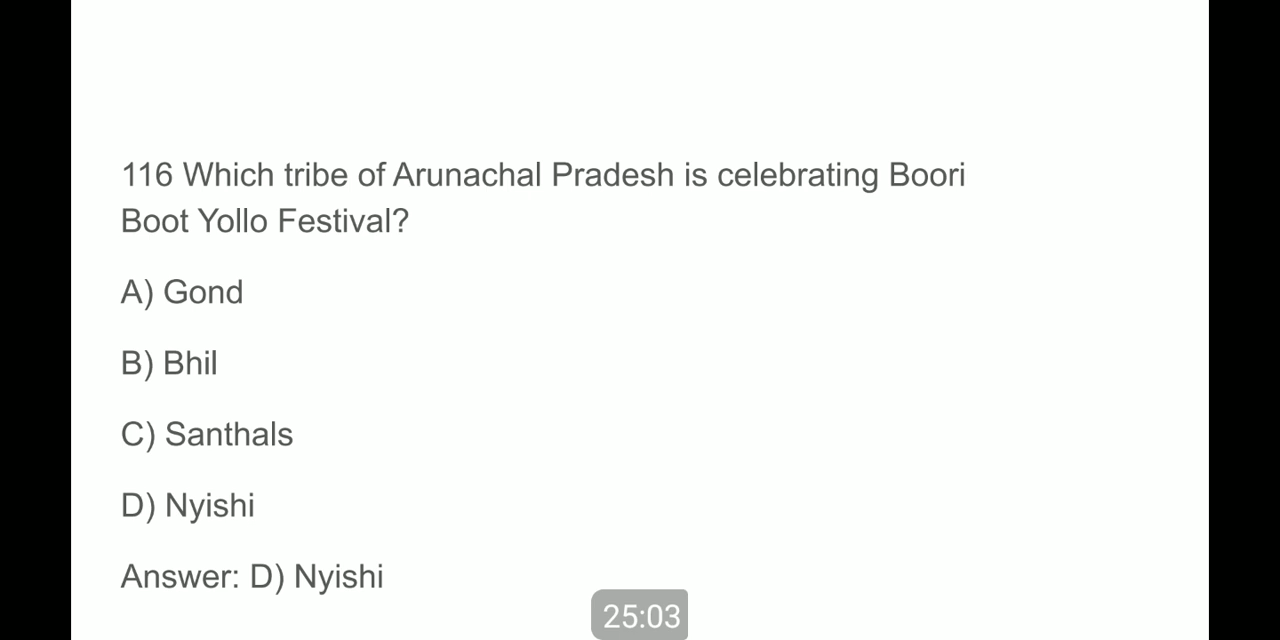 116 Which tribe of Arunachal Pradesh is celebrating Boori
Boot Yollo Festival?
A) Gond
B) Bhil
C) Santhals
D) Nyishi
Answer: D) Nyishi
25:03